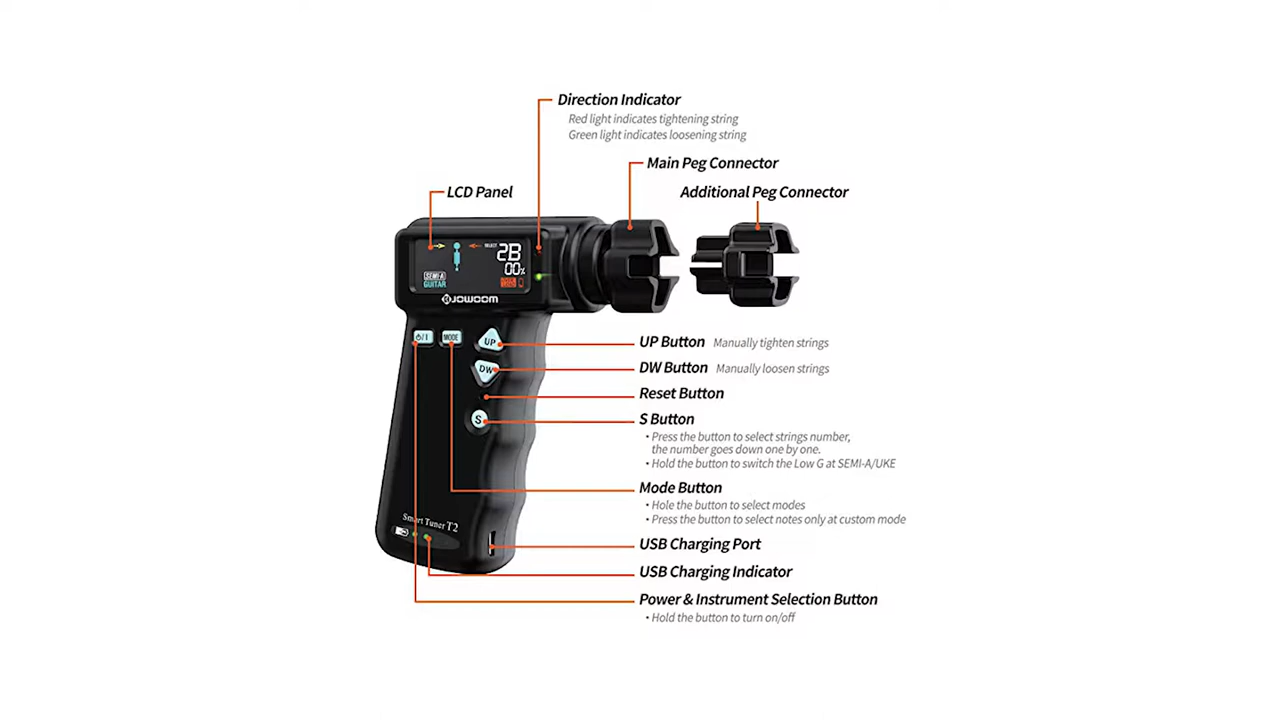 Direction Indicator
Red light indicates tightening string
Green light indicates loosening string
Main Peg Connector
Additional Peg Connector
LCD Panel
SELECT
2B
00%
SEMI-A
GUITAR
JOWOOM
/I
MODE
UP
UP Button Manually tighten strings
DW
DW Button Manually loosen strings
Reset Button
S
S Button
• Press the button to select strings number,
the number goes down one by one.
• Hold the button to switch the Low G at SEMI-A/UKE
Mode Button
• Hole the button to select modes
• Press the button to select notes only at custom mode
Smart Tuner T2
USB Charging Port
USB Charging Indicator
Power & Instrument Selection Button
• Hold the button to turn on/off